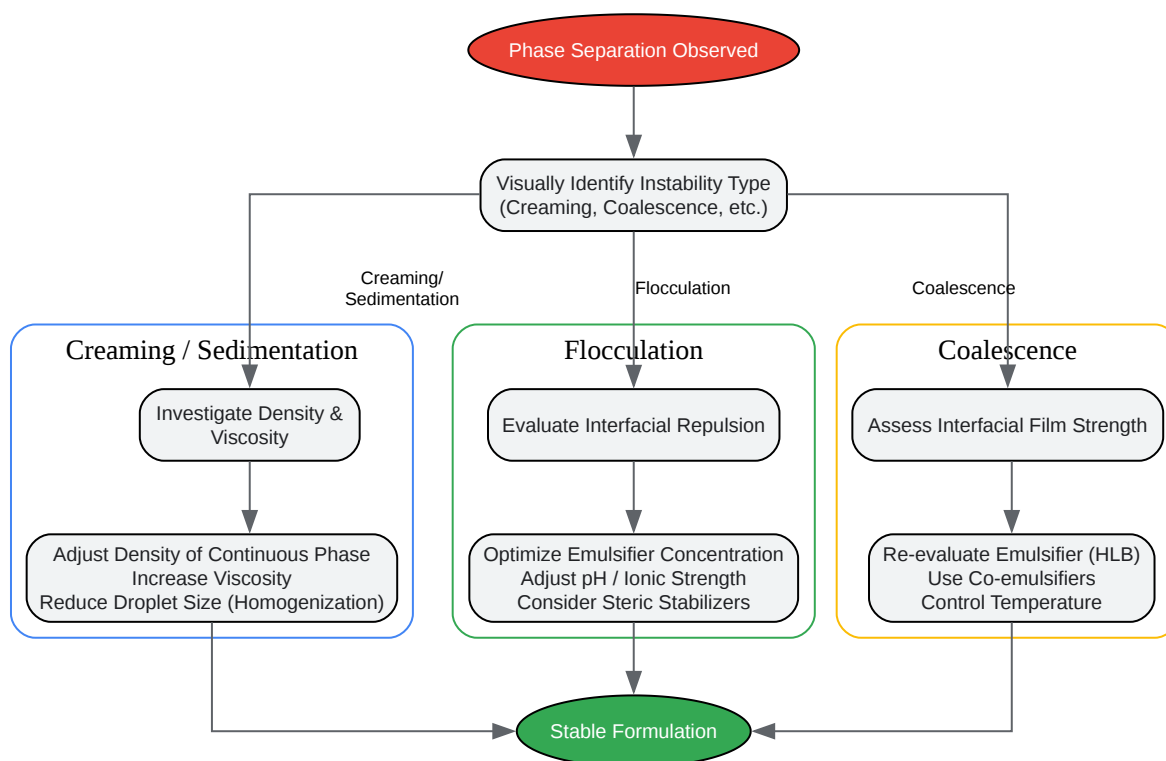 Phase Separation Observed
Visually Identify Instability Type
(Creaming, Coalescence, etc.)
Creaming/
Sedimentation
Flocculation
Coalescence
Creaming / Sedimentation
Flocculation
Coalescence
Investigate Density &
Viscosity
Evaluate Interfacial Repulsion
Assess Interfacial Film Strength
Adjust Density of Continuous Phase
Increase Viscosity
Reduce Droplet Size (Homogenization)
Optimize Emulsifier Concentration
Adjust pH / Ionic Strength
Consider Steric Stabilizers
Re-evaluate Emulsifier (HLB)
Use Co-emulsifiers
Control Temperature
Stable Formulation